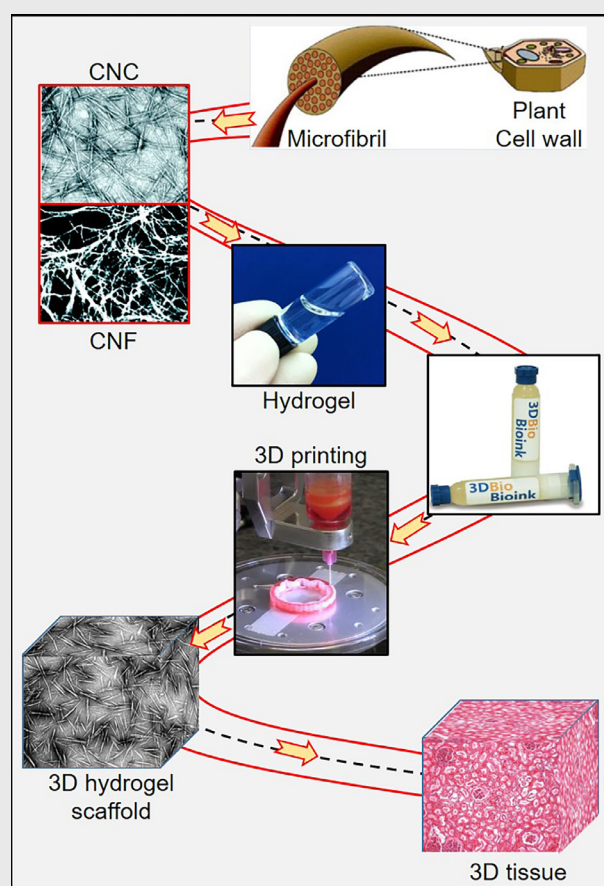 CNC
Microfibril
Plant
Cell wall
CNF
Hydrogel
3DBio
Bioink
3DBio
Bioink
3D printing
3D hydrogel
scaffold
3D tissue